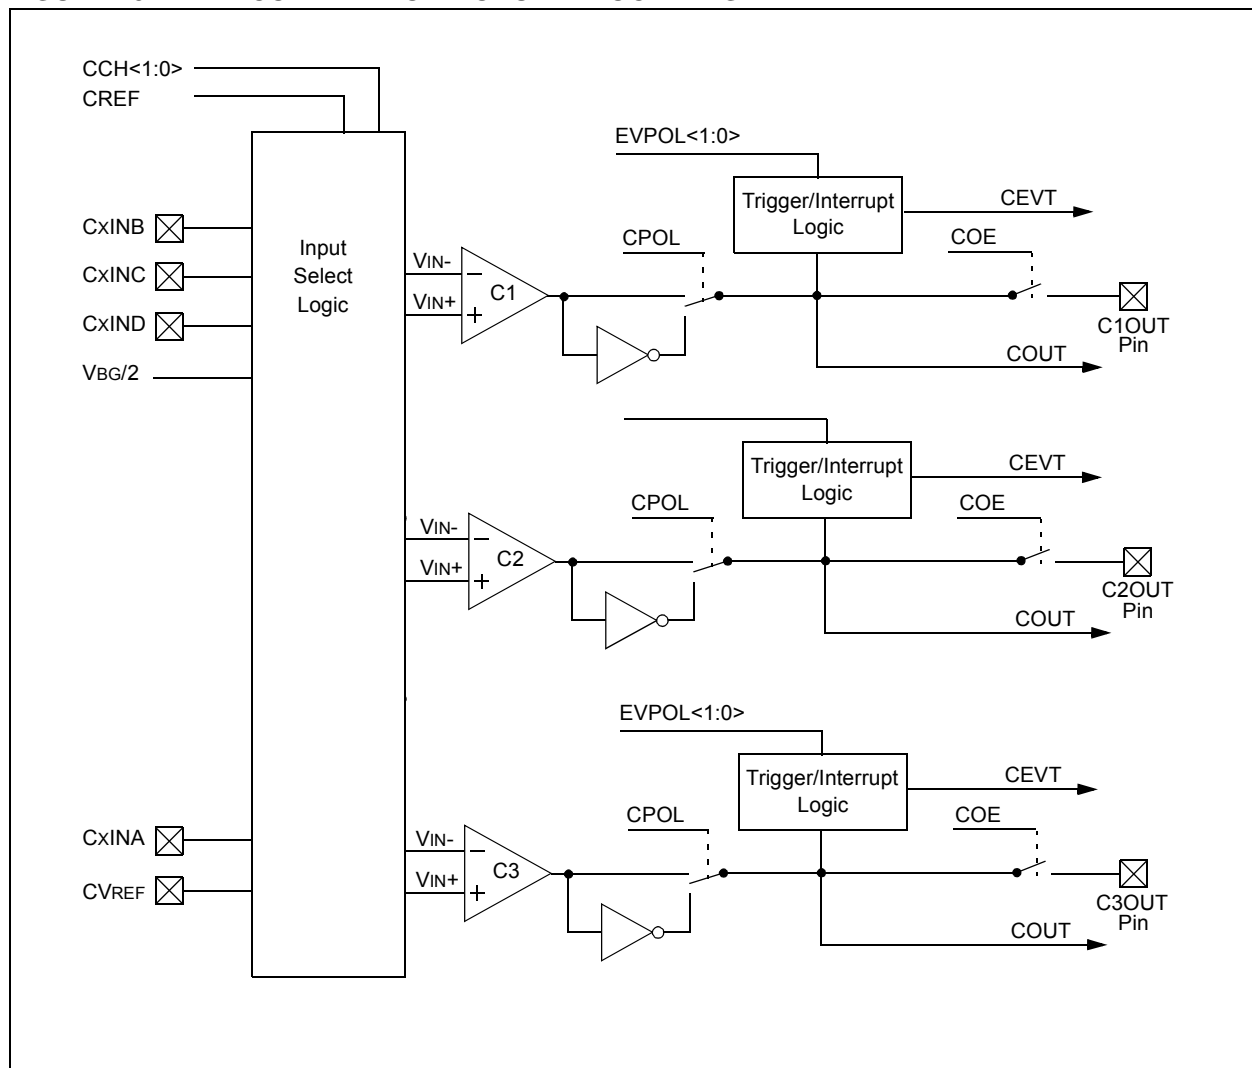 CCH<1:0>
CREF
CxINB
CxINC
CxIND
VBG/2
CxINA
CVREF
Input
Select
Logic
EVPOL<1:0>
Trigger/Interrupt
Logic
CEVT
CPOL
COE
VIN-
VIN+
C1
C1OUT
Pin
COUT
Trigger/Interrupt
Logic
CEVT
CPOL
COE
VIN-
VIN+
C2
C2OUT
Pin
COUT
EVPOL<1:0>
Trigger/Interrupt
Logic
CEVT
CPOL
COE
VIN-
VIN+
C3
C3OUT
Pin
COUT